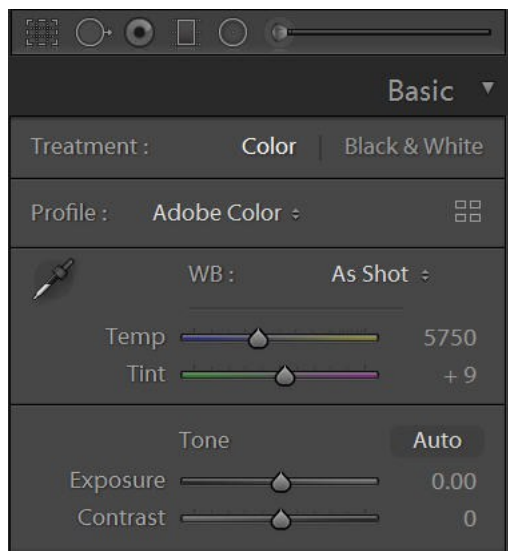 Basic
Treatment : Color Black & White
Profile : Adobe Color
WB : As Shot
Temp 5750
Tint + 9
Tone Auto
Exposure 0.00
Contrast 0